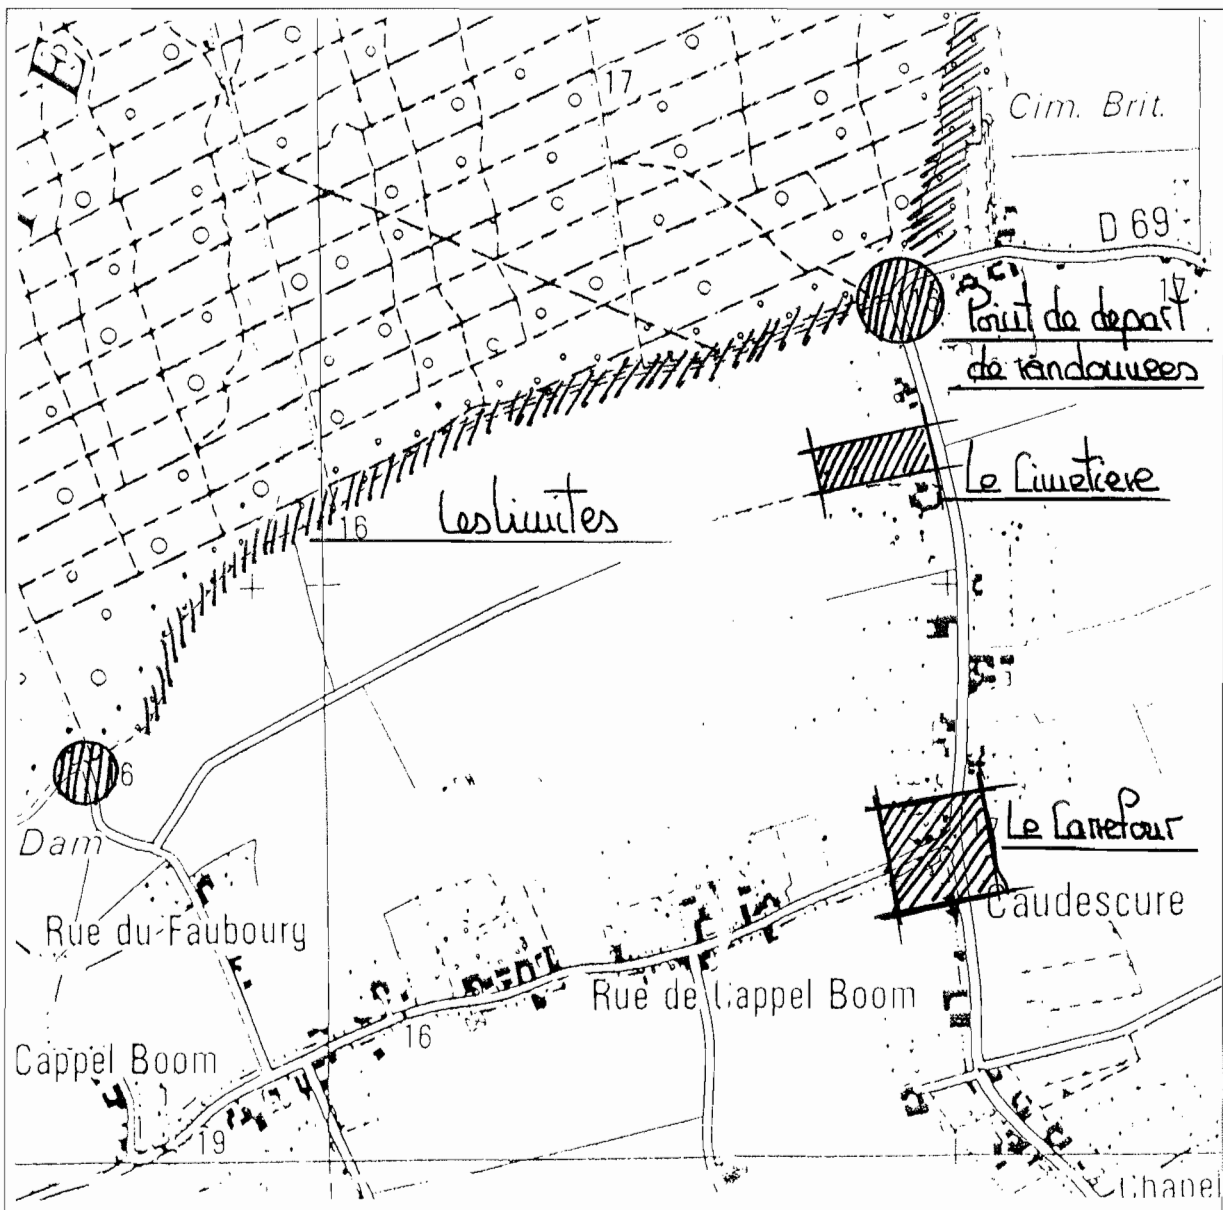 E
17
Cim. Brit.
D 69
17
Point de depart
de randonnees
Le Cimetiere
16
Les limites
6
Dam
Le Carrefour
Caudescure
Rue du Faubourg
Rue de Cappel Boom
16
Cappel Boom
19
Chapel